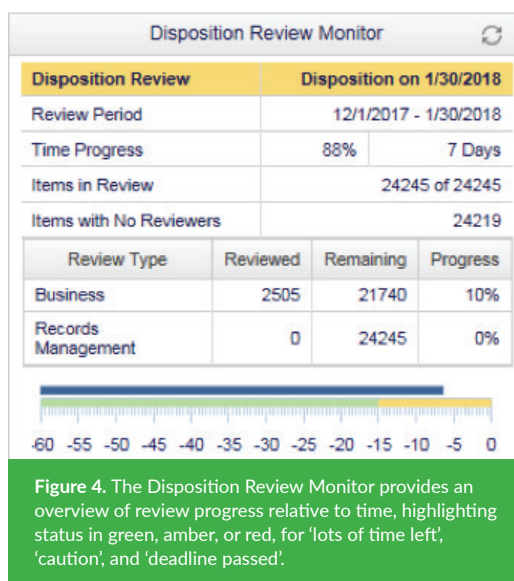 Disposition Review Monitor
Disposition Review Disposition on 1/30/2018
Review Period 12/1/2017 - 1/30/2018
Time Progress 88% 7 Days
Items in Review 24245 of 24245
Items with No Reviewers 24219
Review Type Reviewed Remaining Progress
Business 2505 21740 10%
Records
Management 0 24245 0%
-60 -55 -50 -45 -40 -35 -30 -25 -20 -15 -10 -5 0
Figure 4. The Disposition Review Monitor provides an
overview of review progress relative to time, highlighting
status in green, amber, or red, for ‘lots of time left’,
‘caution’, and ‘deadline passed’.